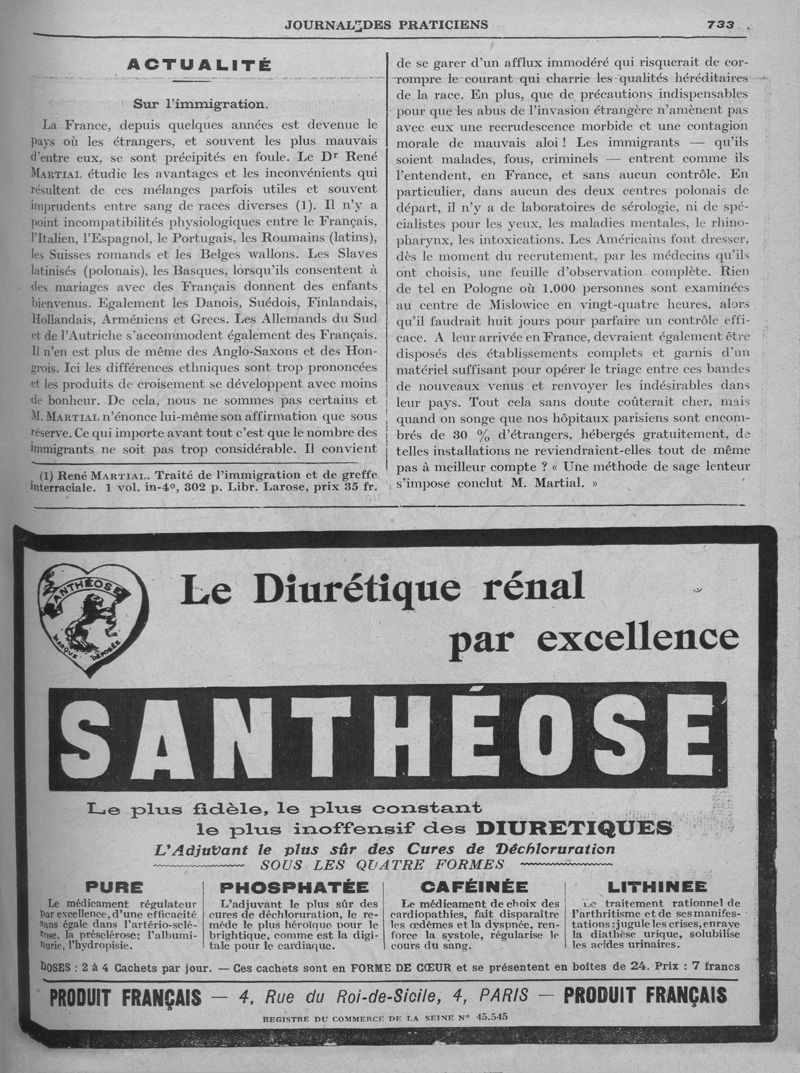 JOURNAL DES PRATICIENS
733
ACTUALITÉ
Sur l'immigration.
La France, depuis quelques années est devenue le
pays où les étrangers, et souvent les plus mauvais
d'entre eux, se sont précipités en foule. Le Dr René
MARTIAL étudie les avantages et les inconvénients qui
résultent de ces mélanges parfois utiles et souvent
imprudents entre sang de races diverses (1). Il n'y a
point incompatibilités physiologiques entre le Français,
l'Italien, l'Espagnol, le Portugais, les Roumains (latins),
les Suisses romands et les Belges wallons. Les Slaves
latinisés (polonais), les Basques, lorsqu'ils consentent à
des mariages avec des Français donnent des enfants
bienvenus. Egalement les Danois, Suédois, Finlandais,
Hollandais, Arméniens et Grecs. Les Allemands du Sud
et de l'Autriche s'accommodent également des Français.
Il n'en est plus de même des Anglo-Saxons et des Hon-
grois. Ici les différences ethniques sont trop prononcées
et les produits de croisement se développent avec moins
de bonheur. De cela, nous ne sommes pas certains et
M. MARTIAL n'énonce lui-même son affirmation que sous
réserve. Ce qui importe avant tout c'est que le nombre des
immigrants ne soit pas trop considérable. Il convient
(1) René MARTIAL. Traité de l'immigration et de greffe
interraciale. 1 vol. in-4º, 302 p. Libr. Larose, prix 35 fr.
de se garer d'un afflux immodéré qui risquerait de cor-
rompre le courant qui charrie les qualités héréditaires
de la race. En plus, que de précautions indispensables
pour que les abus de l'invasion étrangère n'amènent pas
avec eux une recrudescence morbide et une contagion
morale de mauvais aloi ! Les immigrants — qu'ils
soient malades, fous, criminels — entrent comme ils
l'entendent, en France, et sans aucun contrôle. En
particulier, dans aucun des deux centres polonais de
départ, il n'y a de laboratoires de sérologie, ni de spé-
cialistes pour les yeux, les maladies mentales, le rhino-
pharynx, les intoxications. Les Américains font dresser,
dès le moment du recrutement, par les médecins qu'ils
ont choisis, une feuille d'observation complète. Rien
de tel en Pologne où 1.000 personnes sont examinées
au centre de Mislowice en vingt-quatre heures, alors
qu'il faudrait huit jours pour parfaire un contrôle effi-
cace. A leur arrivée en France, devraient également être
disposés des établissements complets et garnis d'un
matériel suffisant pour opérer le triage entre ces bandes
de nouveaux venus et renvoyer les indésirables dans
leur pays. Tout cela sans doute coûterait cher, mais
quand on songe que nos hôpitaux parisiens sont encom-
brés de 30 % d'étrangers, hébergés gratuitement, de
telles installations ne reviendraient-elles tout de même
pas à meilleur compte ? « Une méthode de sage lenteur
s'impose conclut M. Martial. »
SANTHÉOSE
MARQUE DÉPOSÉE
Le Diurétique rénal
par excellence
SANTHÉOSE
Le plus fidèle, le plus constant
le plus inoffensif des DIURETIQUES
L'Adjuvant le plus sûr des Cures de Déchloruration
SOUS LES QUATRE FORMES
PURE
Le médicament régulateur
par excellence, d'une efficacité
sans égale dans l'artério-sclé-
rose, la présclérose; l'albumi-
nurie, l'hydropisie.
PHOSPHATÉE
L'adjuvant le plus sûr des
cures de déchloruration, le re-
mède le plus héroïque pour le
brightique, comme est la digi-
tale pour le cardiaque.
CAFÉINÉE
Le médicament de choix des
cardiopathies, fait disparaître
les œdèmes et la dyspnée, ren-
force la systole, régularise le
cours du sang.
LITHINEE
Le traitement rationnel de
l'arthritisme et de ses manifes-
tations; jugule les crises, enraye
la diathèse urique, solubilise
les acides urinaires.
DOSES : 2 à 4 Cachets par jour. — Ces cachets sont en FORME DE CŒUR et se présentent en boîtes de 24. Prix : 7 francs
PRODUIT FRANÇAIS — 4, Rue du Roi-de-Sicile, 4, PARIS — PRODUIT FRANÇAIS
REGISTRE DU COMMERCE DE LA SEINE Nº 45.545